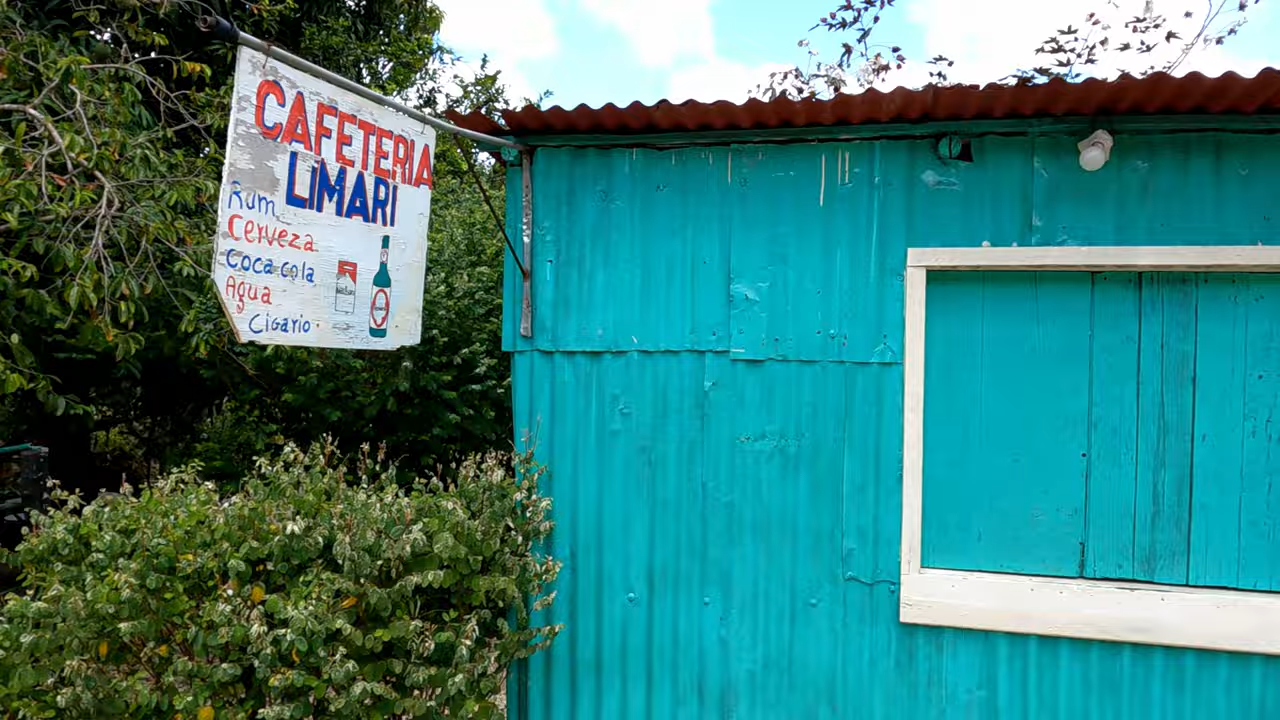 CAFETERIA
LIMARI
Rum
Cerveza
Coca cola
Agua
Cigario